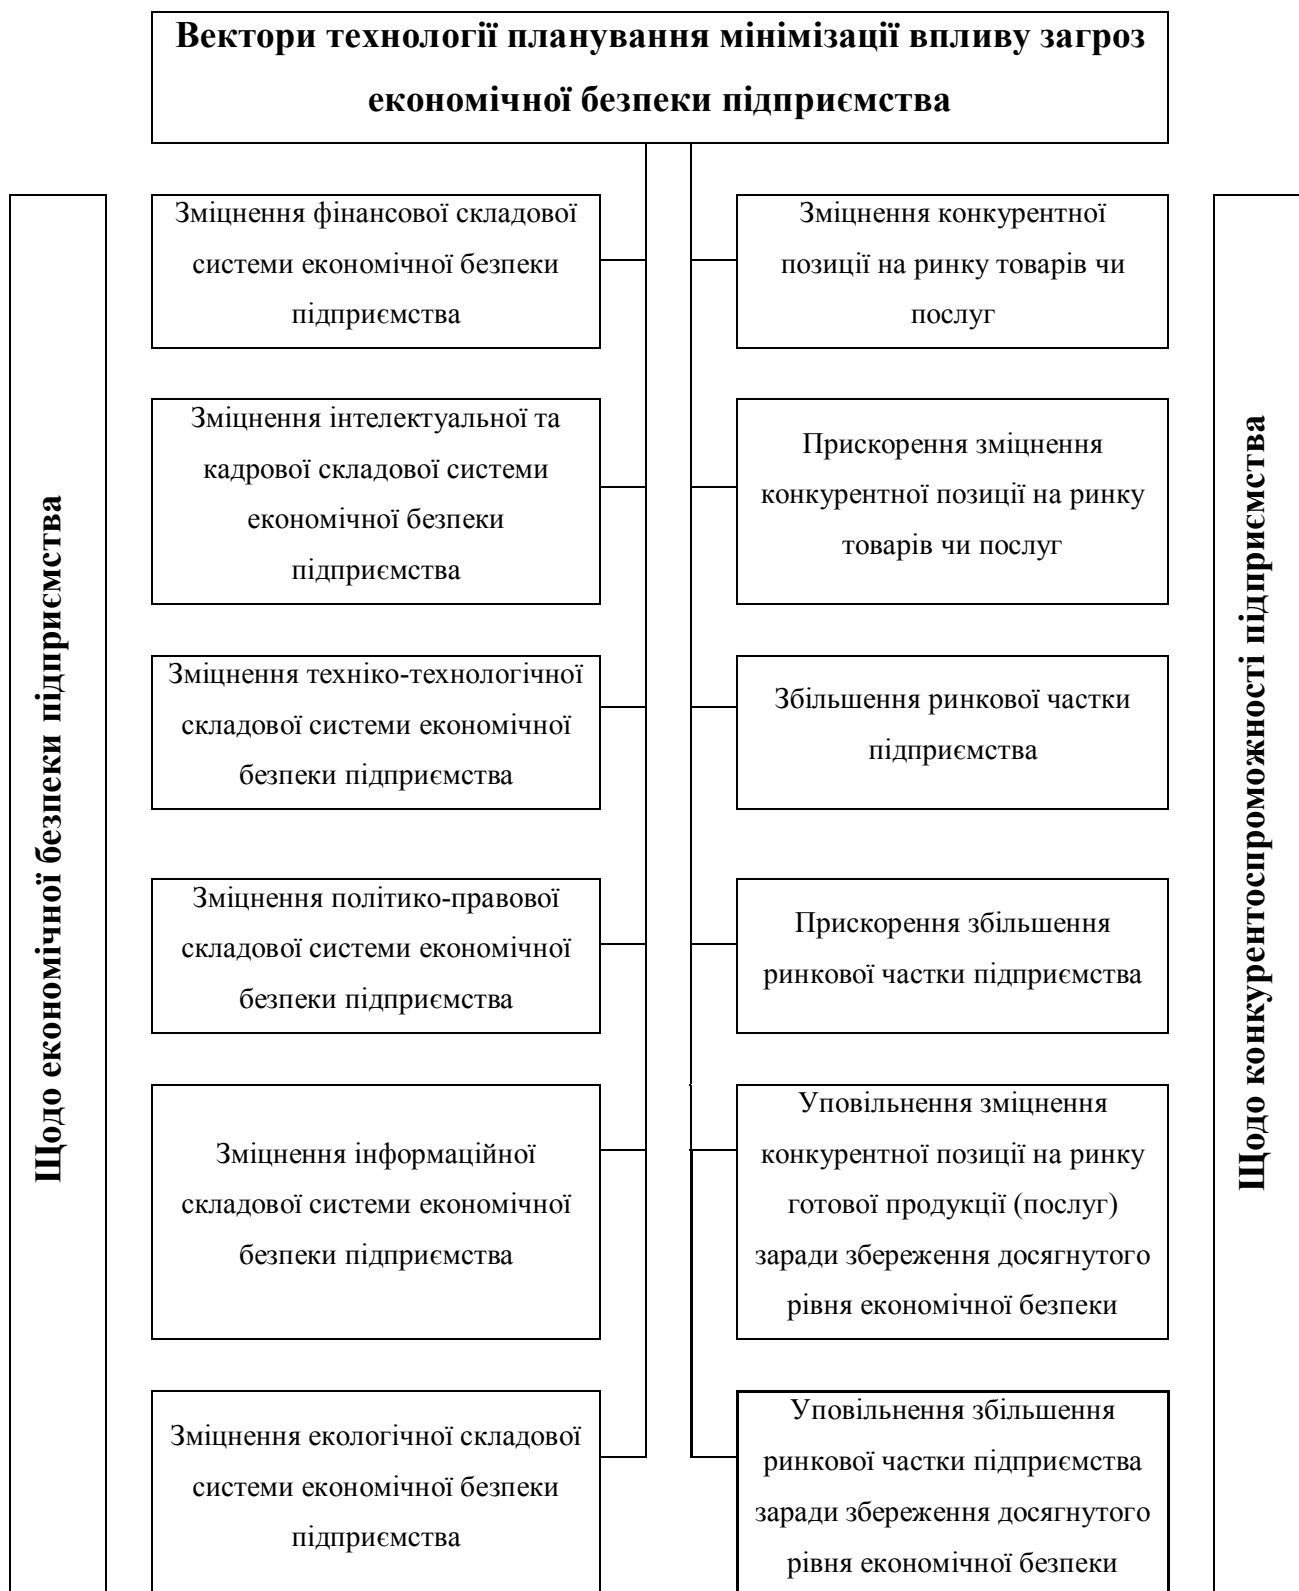 Вектори технології планування мінімізації впливу загроз
економічної безпеки підприємства
Щодо економічної безпеки підприємства
Зміцнення фінансової складової
системи економічної безпеки
підприємства
Зміцнення інтелектуальної та
кадрової складової системи
економічної безпеки
підприємства
Зміцнення техніко-технологічної
складової системи економічної
безпеки підприємства
Зміцнення політико-правової
складової системи економічної
безпеки підприємства
Зміцнення інформаційної
складової системи економічної
безпеки підприємства
Зміцнення екологічної складової
системи економічної безпеки
підприємства
Зміцнення конкурентної
позиції на ринку товарів чи
послуг
Прискорення зміцнення
конкурентної позиції на ринку
товарів чи послуг
Збільшення ринкової частки
підприємства
Прискорення збільшення
ринкової частки підприємства
Уповільнення зміцнення
конкурентної позиції на ринку
готової продукції (послуг)
заради збереження досягнутого
рівня економічної безпеки
Уповільнення збільшення
ринкової частки підприємства
заради збереження досягнутого
рівня економічної безпеки
Щодо конкурентоспроможності підприємства